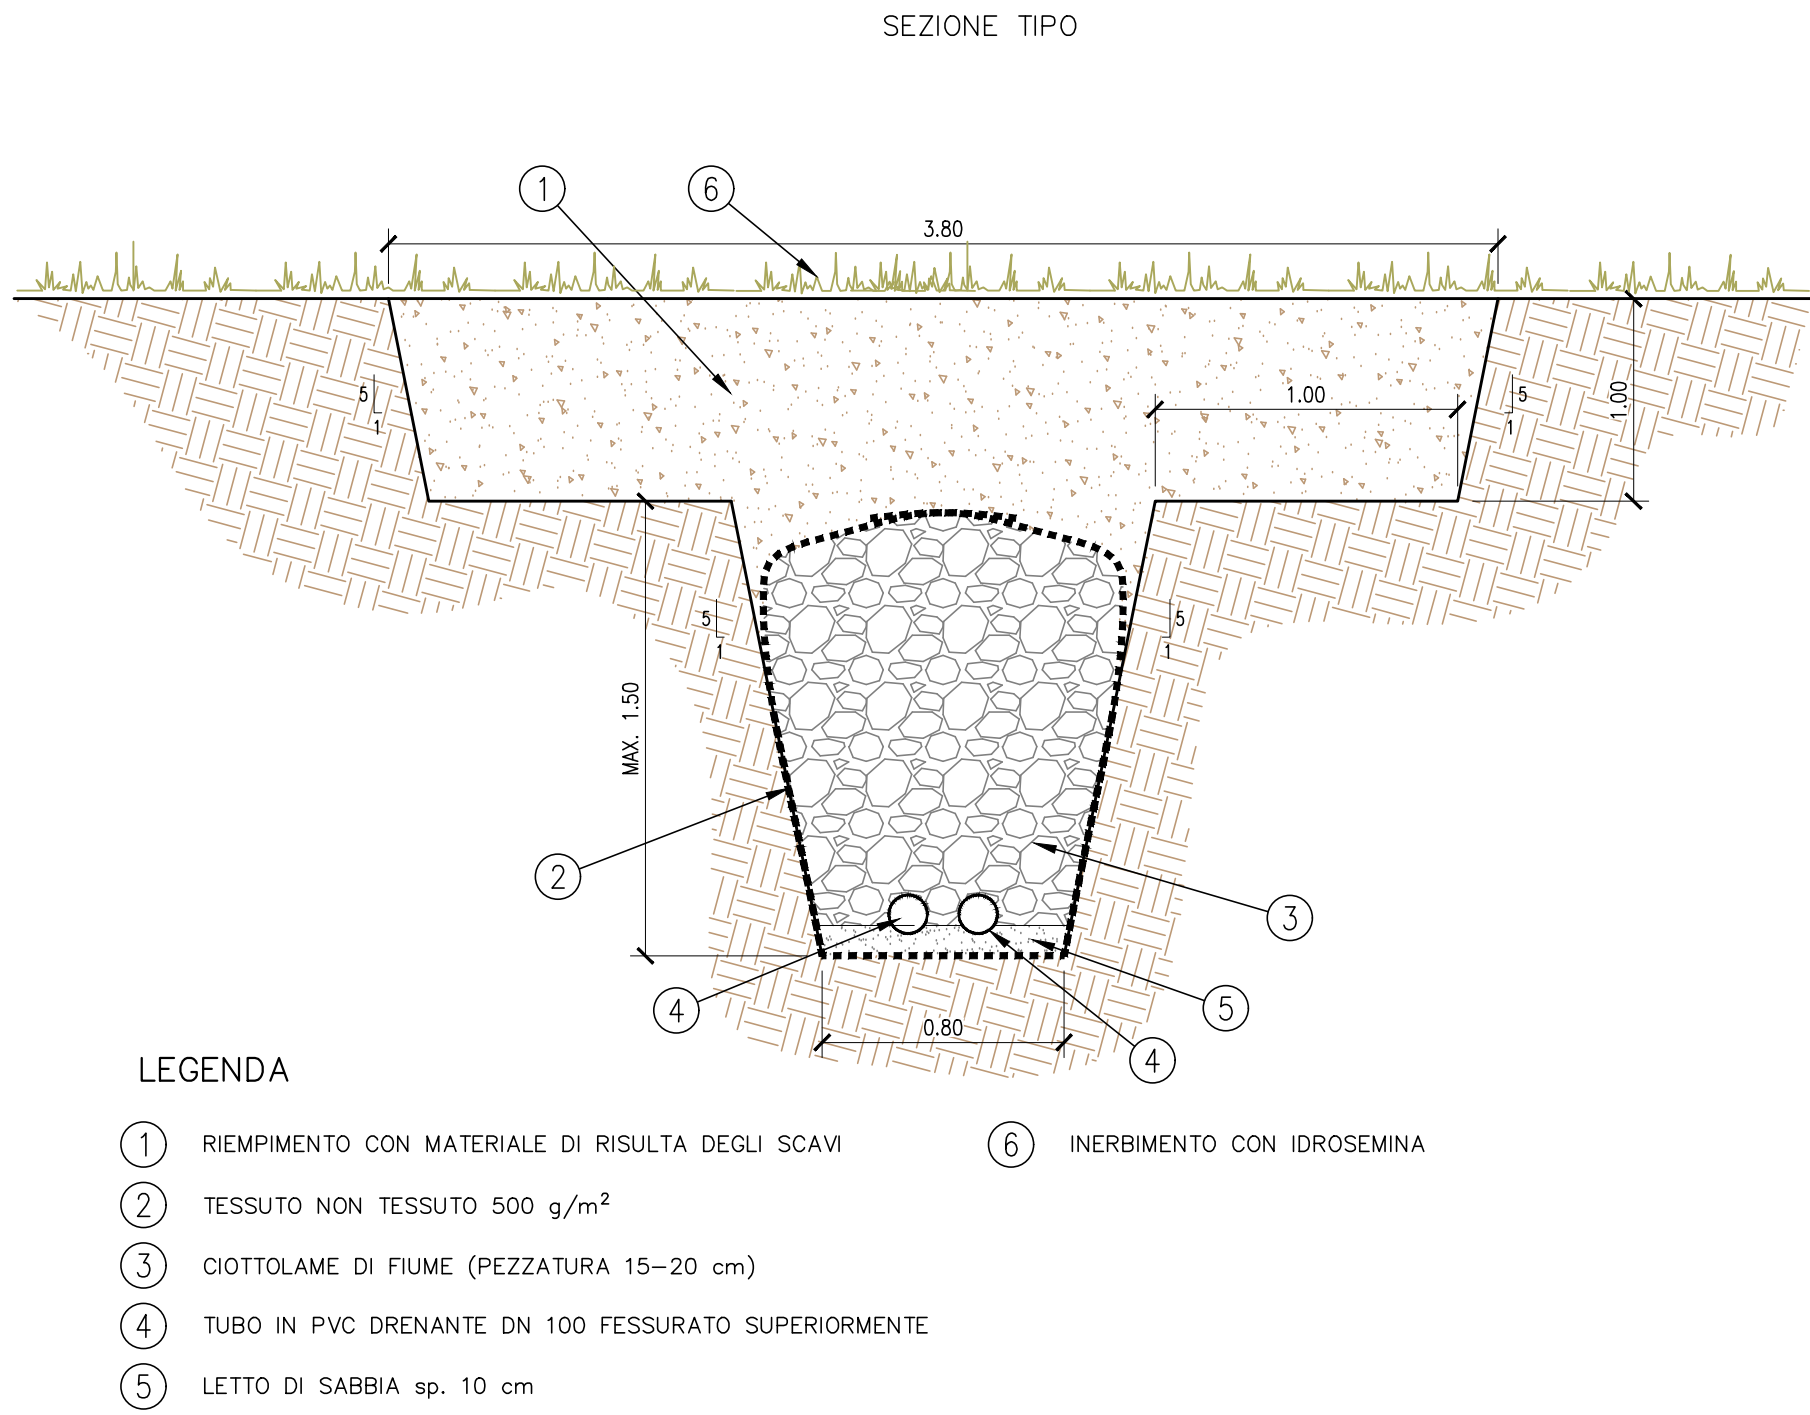 SEZIONE TIPO
1
6
3.80
5
1
1.00
5
1
1.00
5
1
5
1
MAX. 1.50
2
3
4
5
0.80
4
LEGENDA
1 RIEMPIMENTO CON MATERIALE DI RISULTA DEGLI SCAVI
6 INERBIMENTO CON IDROSEMINA
2 TESSUTO NON TESSUTO 500 g/m²
3 CIOTTOLAME DI FIUME (PEZZATURA 15-20 cm)
4 TUBO IN PVC DRENANTE DN 100 FESSURATO SUPERIORMENTE
5 LETTO DI SABBIA sp. 10 cm